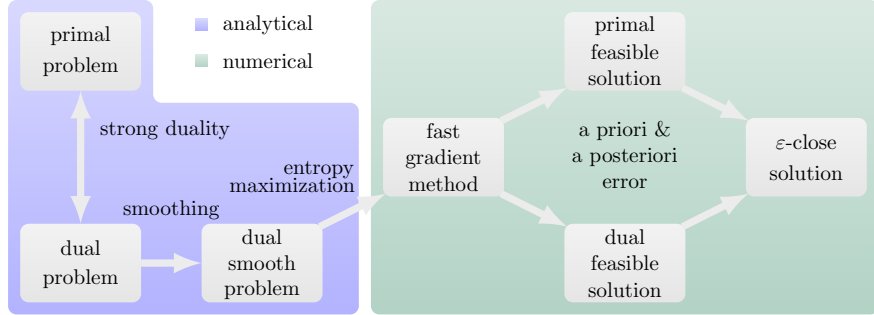 primal
problem
analytical
numerical
strong duality
smoothing
dual
problem
dual
smooth
problem
entropy
maximization
fast
gradient
method
primal
feasible
solution
a priori &
a posteriori
error
dual
feasible
solution
ε-close
solution